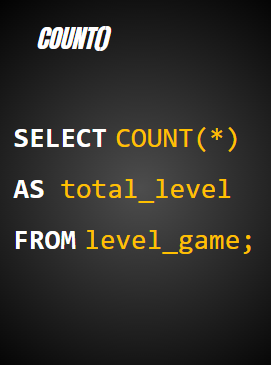 COUNT()
SELECT COUNT(*)
AS total_level
FROM level_game;